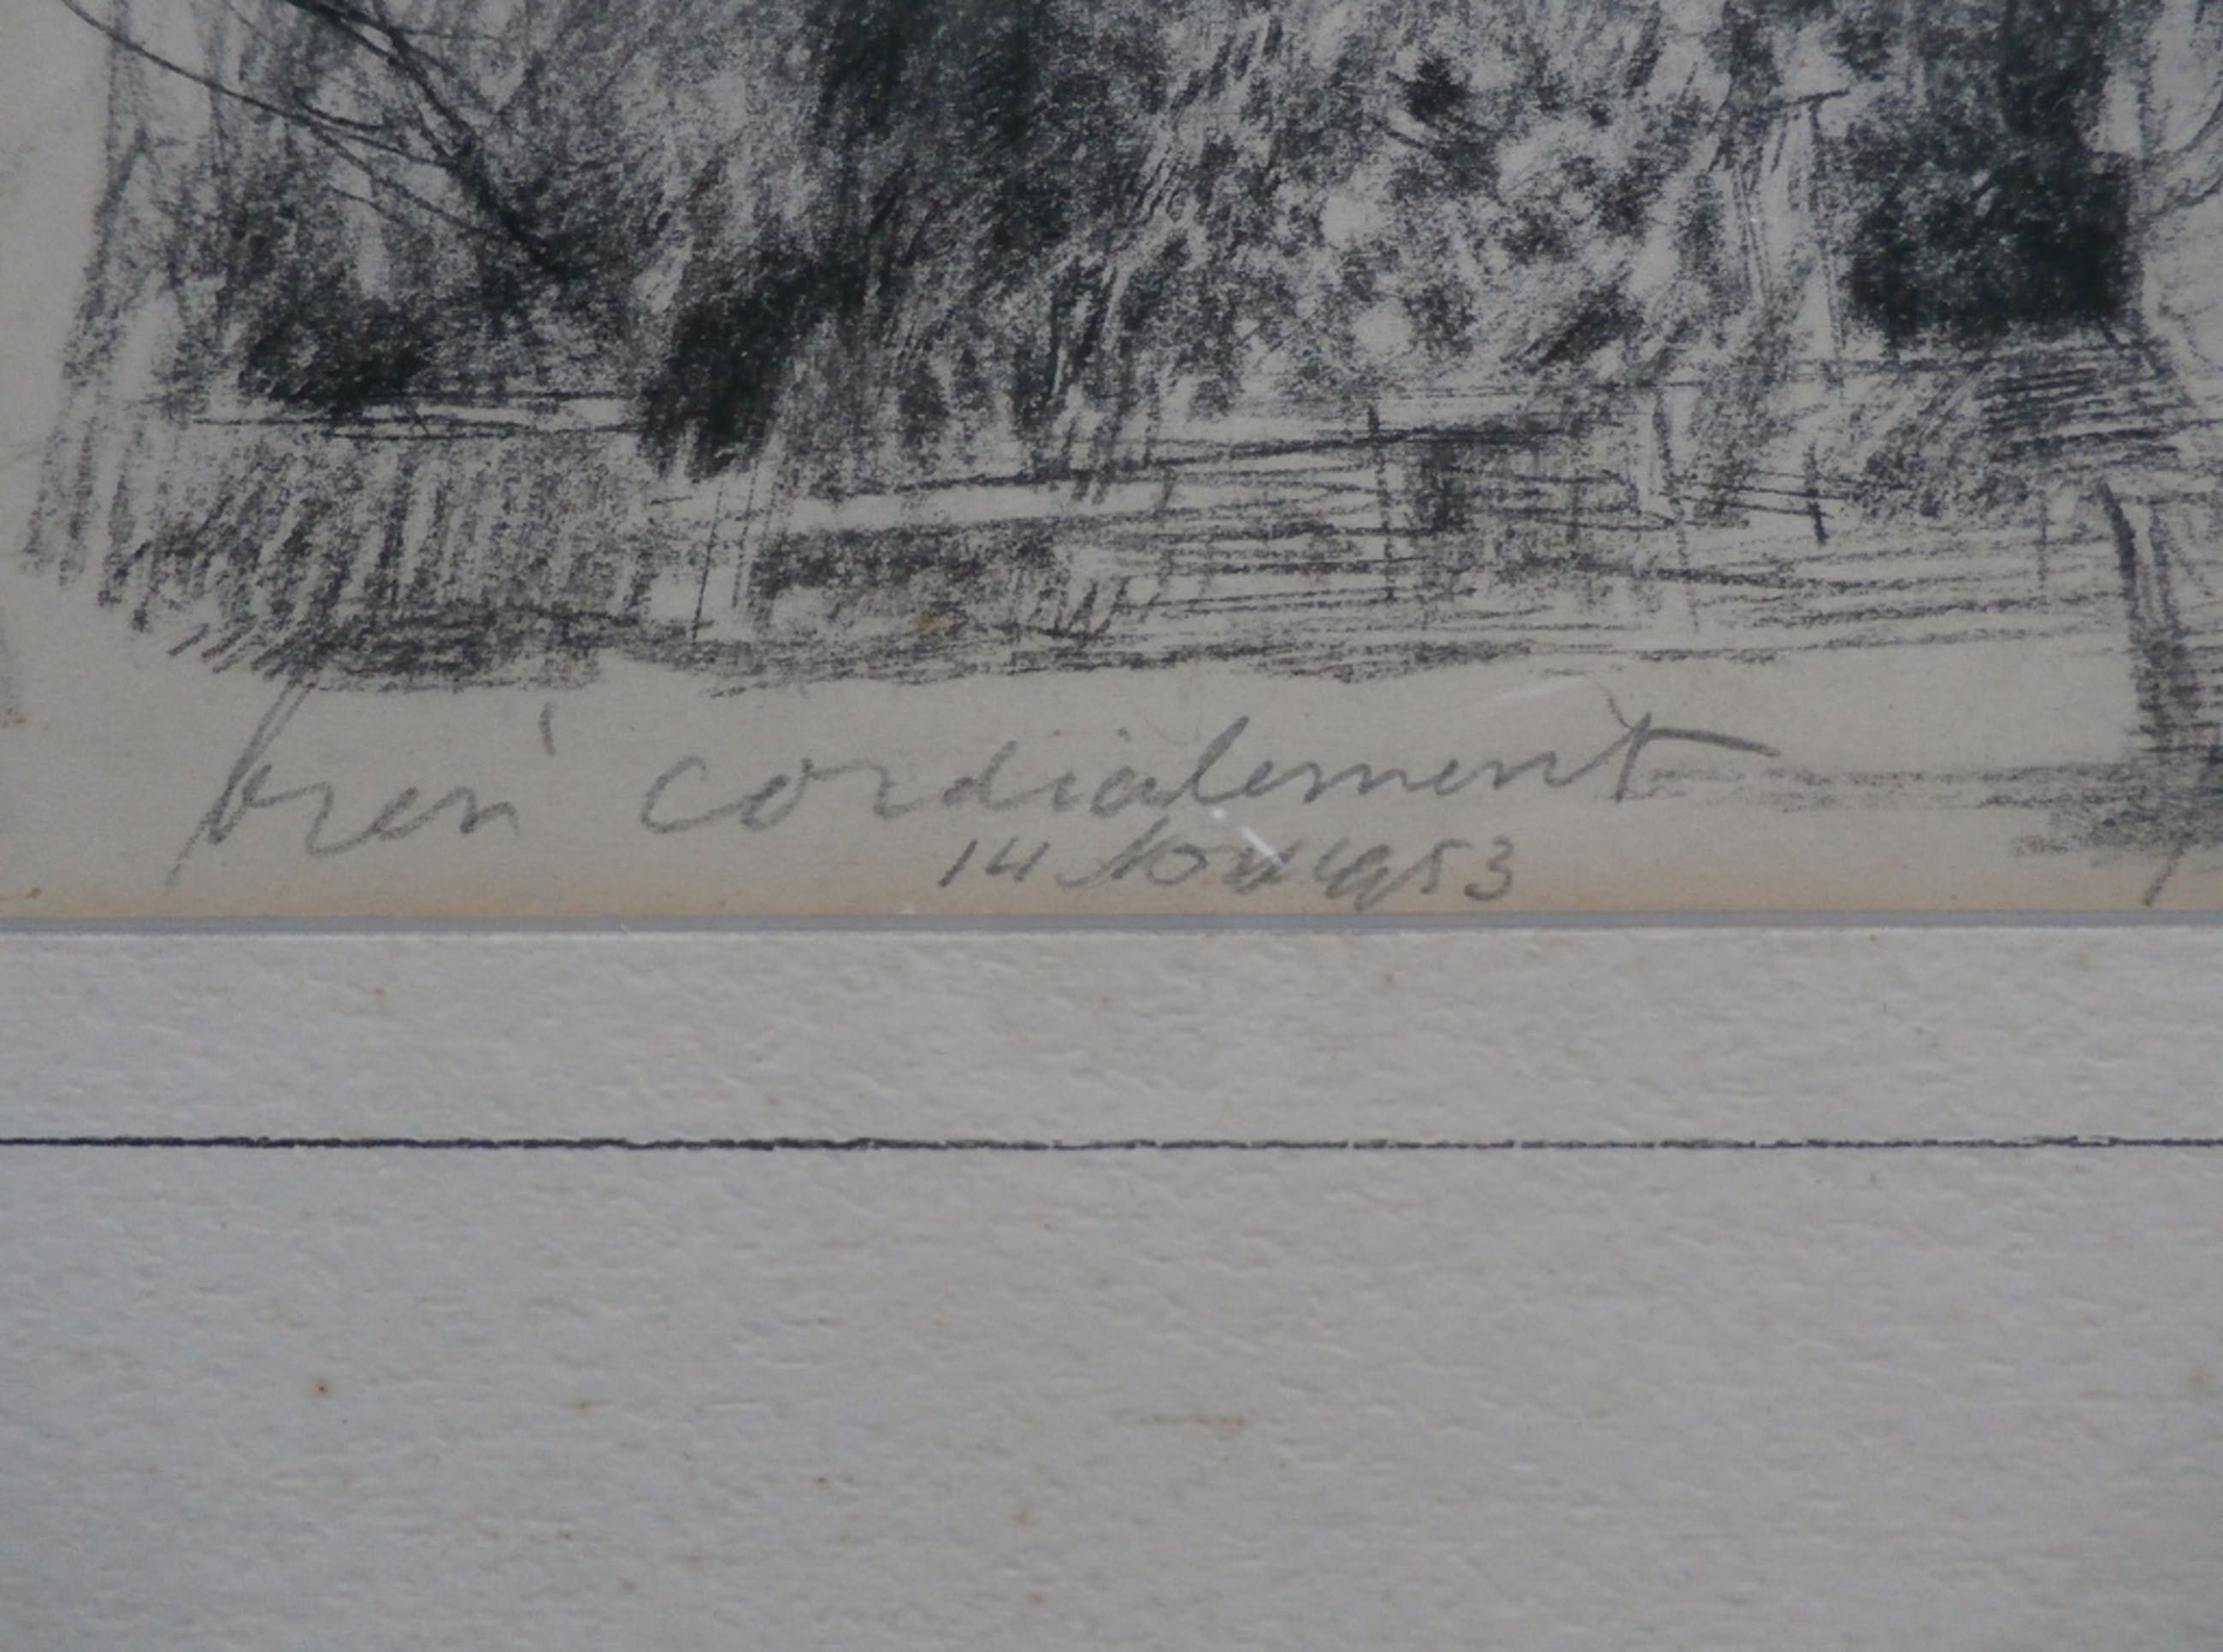 bien cordialement
14 Nov 1953